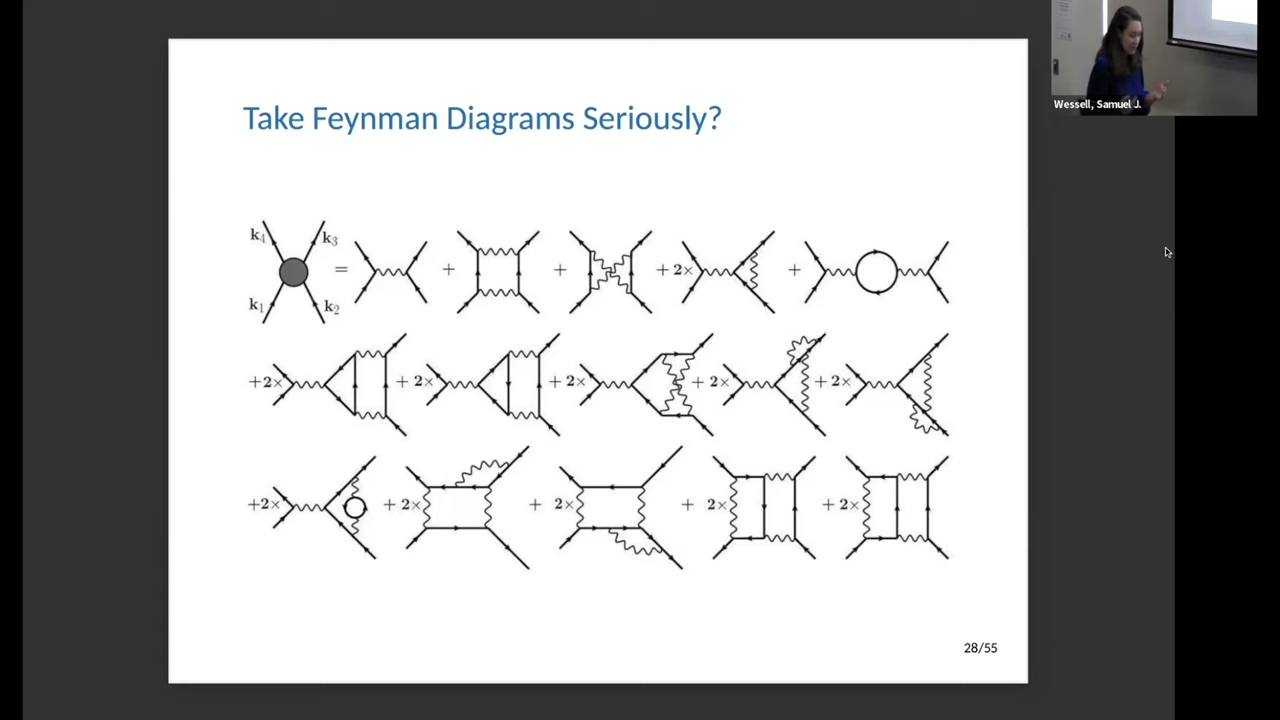 Wessell, Samuel J.
Take Feynman Diagrams Seriously?
k₄ k₃
= + + + 2× +
k₁ k₂
+2× + 2× + 2× + 2× + 2×
+2× + 2× + 2× + 2× + 2×
28/55